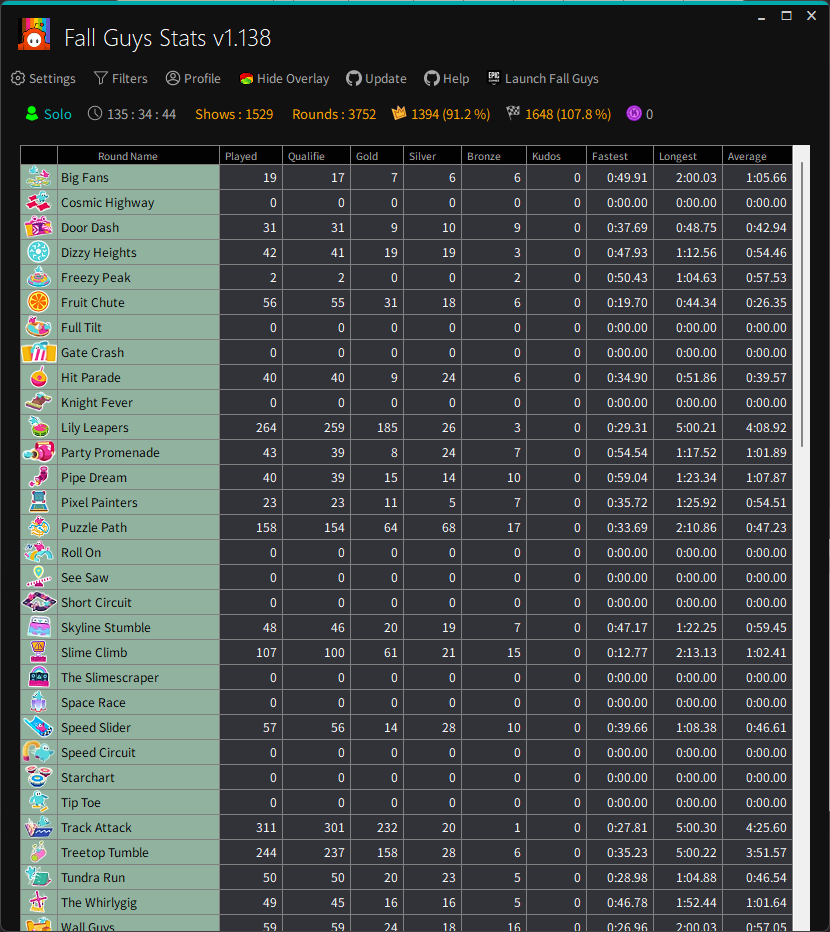 Fall Guys Stats v1.138
Settings Filters Profile Hide Overlay Update Help EPIC Launch Fall Guys
Solo 135 : 34 : 44 Shows : 1529 Rounds : 3752 1394 (91.2 %) 1648 (107.8 %) 0
Round Name Played Qualifie Gold Silver Bronze Kudos Fastest Longest Average
Big Fans 19 17 7 6 6 0 0:49.91 2:00.03 1:05.66
Cosmic Highway 0 0 0 0 0 0 0:00.00 0:00.00 0:00.00
Door Dash 31 31 9 10 9 0 0:37.69 0:48.75 0:42.94
Dizzy Heights 42 41 19 19 3 0 0:47.93 1:12.56 0:54.46
Freezy Peak 2 2 0 0 2 0 0:50.43 1:04.63 0:57.53
Fruit Chute 56 55 31 18 6 0 0:19.70 0:44.34 0:26.35
Full Tilt 0 0 0 0 0 0 0:00.00 0:00.00 0:00.00
Gate Crash 0 0 0 0 0 0 0:00.00 0:00.00 0:00.00
Hit Parade 40 40 9 24 6 0 0:34.90 0:51.86 0:39.57
Knight Fever 0 0 0 0 0 0 0:00.00 0:00.00 0:00.00
Lily Leapers 264 259 185 26 3 0 0:29.31 5:00.21 4:08.92
Party Promenade 43 39 8 24 7 0 0:54.54 1:17.52 1:01.89
Pipe Dream 40 39 15 14 10 0 0:59.04 1:23.34 1:07.87
Pixel Painters 23 23 11 5 7 0 0:35.72 1:25.92 0:54.51
Puzzle Path 158 154 64 68 17 0 0:33.69 2:10.86 0:47.23
Roll On 0 0 0 0 0 0 0:00.00 0:00.00 0:00.00
See Saw 0 0 0 0 0 0 0:00.00 0:00.00 0:00.00
Short Circuit 0 0 0 0 0 0 0:00.00 0:00.00 0:00.00
Skyline Stumble 48 46 20 19 7 0 0:47.17 1:22.25 0:59.45
Slime Climb 107 100 61 21 15 0 0:12.77 2:13.13 1:02.41
The Slimescraper 0 0 0 0 0 0 0:00.00 0:00.00 0:00.00
Space Race 0 0 0 0 0 0 0:00.00 0:00.00 0:00.00
Speed Slider 57 56 14 28 10 0 0:39.66 1:08.38 0:46.61
Speed Circuit 0 0 0 0 0 0 0:00.00 0:00.00 0:00.00
Starchart 0 0 0 0 0 0 0:00.00 0:00.00 0:00.00
Tip Toe 0 0 0 0 0 0 0:00.00 0:00.00 0:00.00
Track Attack 311 301 232 20 1 0 0:27.81 5:00.30 4:25.60
Treetop Tumble 244 237 158 28 6 0 0:35.23 5:00.22 3:51.57
Tundra Run 50 50 20 23 5 0 0:28.98 1:04.88 0:46.54
The Whirlygig 49 45 16 16 5 0 0:46.78 1:52.44 1:01.64
Wall Guys 59 59 24 18 16 0 0:26.96 2:00.03 0:57.05